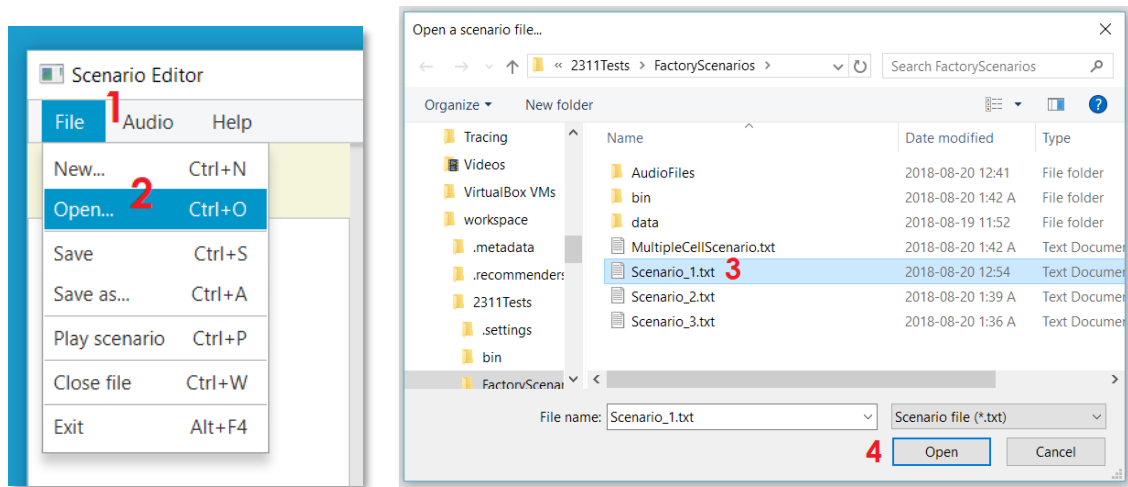 Scenario Editor
1
File Audio Help
New... Ctrl+N
2
Open... Ctrl+O
Save Ctrl+S
Save as... Ctrl+A
Play scenario Ctrl+P
Close file Ctrl+W
Exit Alt+F4
Open a scenario file...
« 2311Tests > FactoryScenarios >
Search FactoryScenarios
Organize New folder
?
Tracing
Videos
VirtualBox VMs
workspace
.metadata
.recommenders
2311Tests
.settings
bin
FactoryScenar
Name Date modified Type
AudioFiles 2018-08-20 12:41 File folder
bin 2018-08-20 1:42 A File folder
data 2018-08-19 11:52 File folder
MultipleCellScenario.txt 2018-08-20 1:42 A Text Documen
Scenario_1.txt 3 2018-08-20 12:54 Text Documen
Scenario_2.txt 2018-08-20 1:39 A Text Documen
Scenario_3.txt 2018-08-20 1:36 A Text Documen
File name: Scenario_1.txt Scenario file (*.txt)
4 Open Cancel